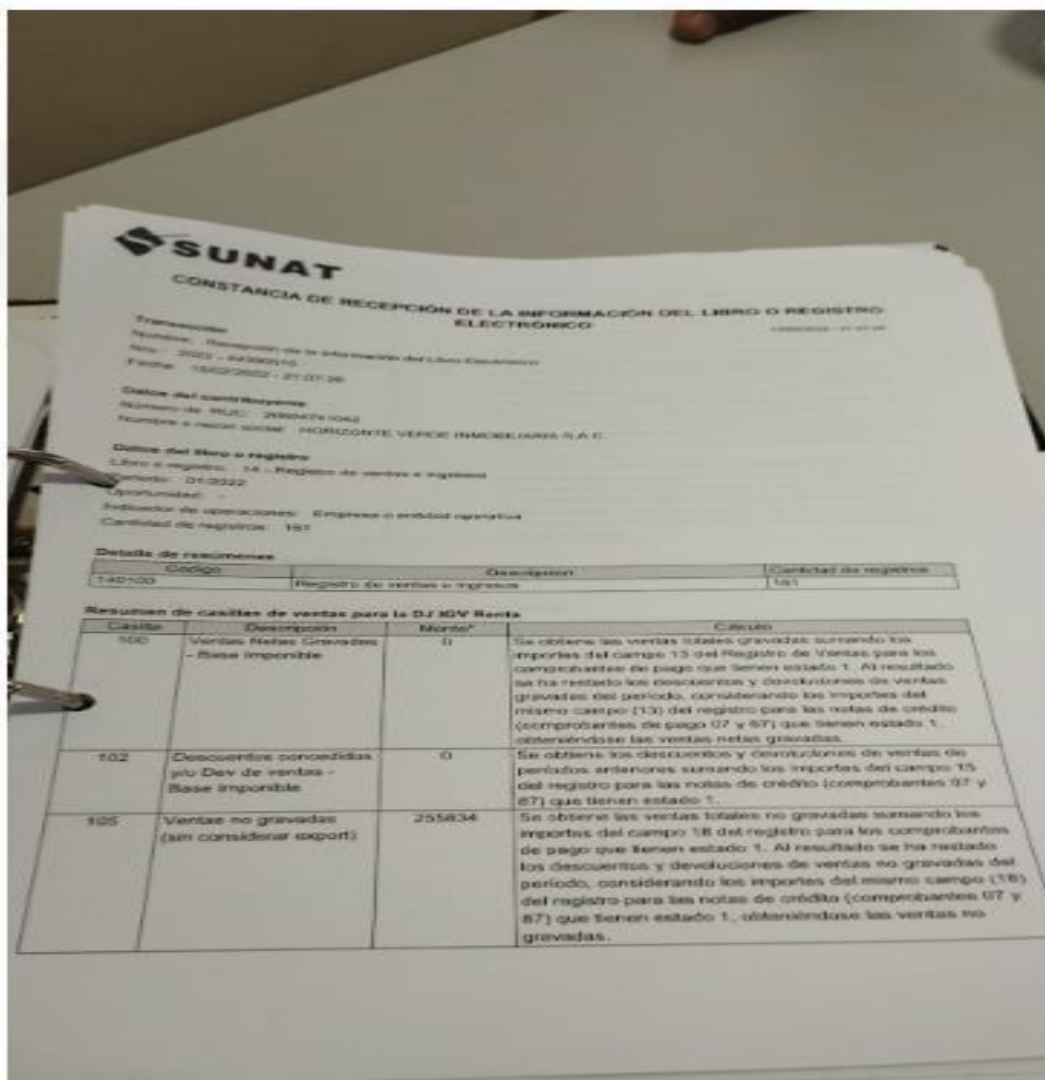 SUNAT
CONSTANCIA DE RECEPCIÓN DE LA INFORMACIÓN DEL LIBRO O REGISTRO
ELECTRÓNICO
Transacción
Nombre: Recepción de la información del Libro Electrónico
Nro: 2022 -
Fecha: 15/02/2022 - 21:07:26
Datos del contribuyente
Número de RUC:
Nombre o razón social: HORIZONTE VERDE INMOBILIARIA S.A.C.
Datos del libro o registro
Libro o registro: 14 - Registro de ventas e ingresos
Periodo: 01/2022
Oportunidad: -
Indicador de operaciones: Empresa o entidad operativa
Cantidad de registros: 161
Detalle de resúmenes
Código Descripción Cantidad de registros
140100 Registro de ventas e ingresos 161
Resumen de casillas de ventas para la DJ IGV Renta
Casilla Descripción Monto* Cálculo
100 Ventas Netas Gravadas 0 Se obtiene las ventas totales gravadas sumando los
- Base Imponible importes del campo 13 del Registro de Ventas para los
comprobantes de pago que tienen estado 1. Al resultado
se ha restado los descuentos y devoluciones de ventas
gravadas del período, considerando los importes del
mismo campo (13) del registro para las notas de crédito
(comprobantes de pago 07 y 87) que tienen estado 1,
obteniéndose las ventas netas gravadas.
102 Descuentos concedidos 0 Se obtiene los descuentos y devoluciones de ventas de
y/u Dev de ventas - períodos anteriores sumando los importes del campo 15
Base Imponible del registro para las notas de crédito (comprobantes 07 y
87) que tienen estado 1.
105 Ventas no gravadas 255834 Se obtiene las ventas totales no gravadas sumando los
(sin considerar export) importes del campo 18 del registro para los comprobantes
de pago que tienen estado 1. Al resultado se ha restado
los descuentos y devoluciones de ventas no gravadas del
período, considerando los importes del mismo campo (18)
del registro para las notas de crédito (comprobantes 07 y
87) que tienen estado 1, obteniéndose las ventas no
gravadas.